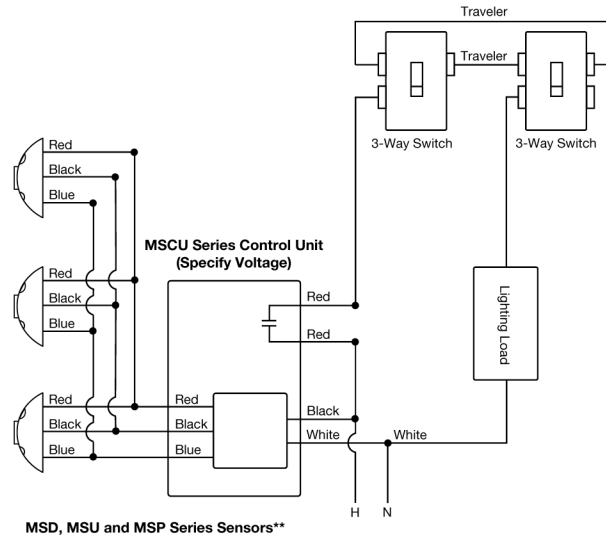 Traveler
Traveler
3-Way Switch
3-Way Switch
Red
Black
Blue
MSCU Series Control Unit
(Specify Voltage)
Red
Black
Blue
Red
Red
Lighting Load
Red
Black
Blue
Red
Black
Blue
Black
White
White
H
N
MSD, MSU and MSP Series Sensors**